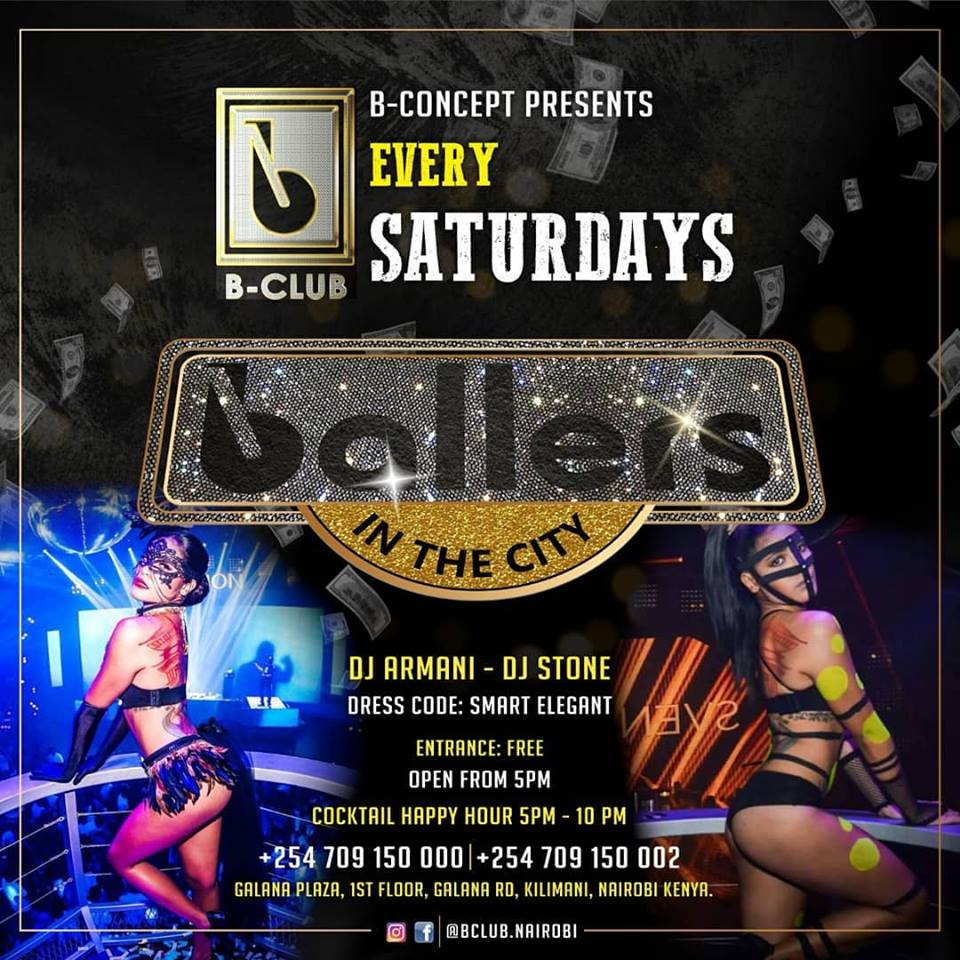 B-CONCEPT PRESENTS
EVERY
SATURDAYS
b
B-CLUB
ballers
IN THE CITY
ON
DJ ARMANI - DJ STONE
DRESS CODE: SMART ELEGANT
ENTRANCE: FREE
OPEN FROM 5PM
COCKTAIL HAPPY HOUR 5PM - 10 PM
+254 709 150 000 | +254 709 150 002
GALANA PLAZA, 1ST FLOOR, GALANA RD, KILIMANI, NAIROBI KENYA.
@BCLUB.NAIROBI